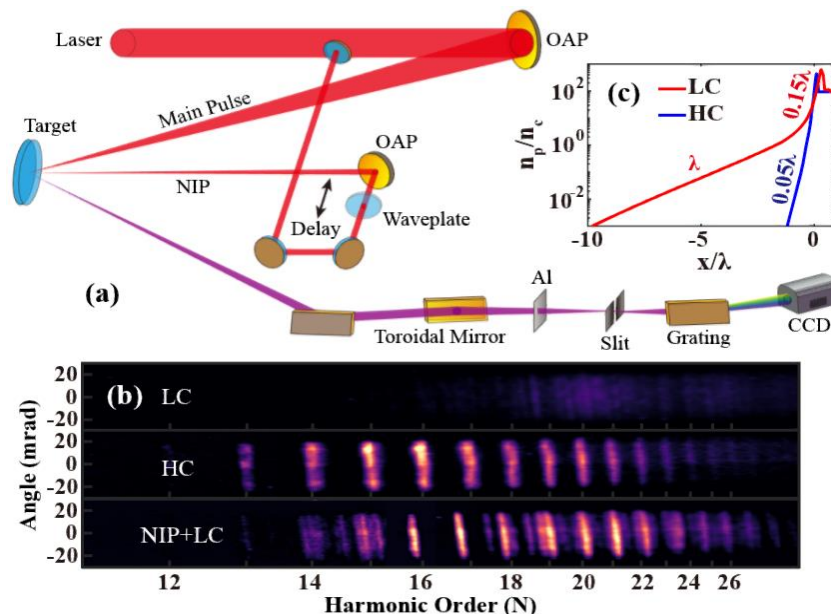 Laser
OAP
Main Pulse
Target
OAP
NIP
Waveplate
Delay
(a)
Toroidal Mirror
Al
Slit
Grating
CCD
(c)
LC
HC
0.15λ
λ
0.05λ
n_p/n_c
10^2
10^0
10^-2
-10
-5
0
x/λ
(b)
LC
HC
NIP+LC
Angle (mrad)
20
0
-20
20
0
-20
20
0
-20
12 14 16 18 20 22 24 26
Harmonic Order (N)